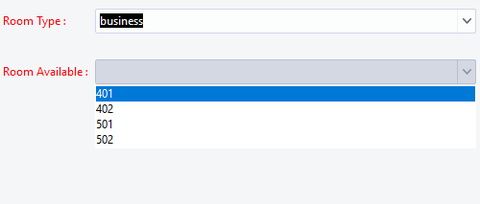 Room Type : business
Room Available :
401
402
501
502